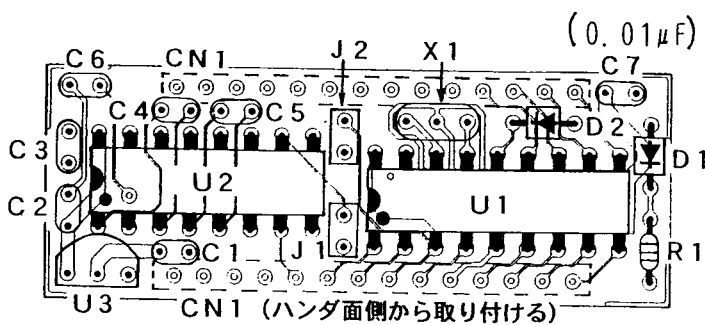 (0.01μF)
C6 CN1 J2 X1 C7
C4 C5 D2
C3 D1
U2
C2 U1
C1 J1 R1
U3 CN1 (ハンダ面側から取り付ける)